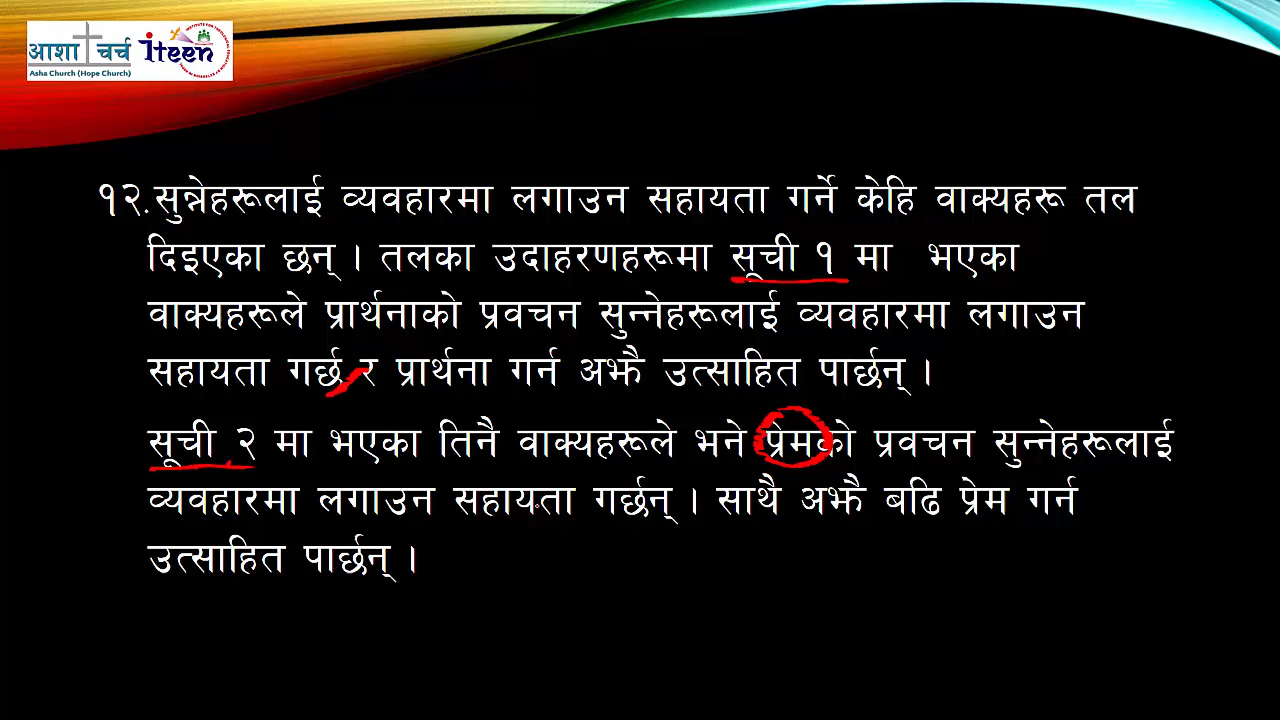 आशा चर्च iteen
Asha Church (Hope Church)
१२. सुन्नेहरूलाई व्यवहारमा लगाउन सहायता गर्ने केहि वाक्यहरू तल
दिइएका छन् । तलका उदाहरणहरूमा सूची १ मा भएका
वाक्यहरूले प्रार्थनाको प्रवचन सुन्नेहरूलाई व्यवहारमा लगाउन
सहायता गर्छ र प्रार्थना गर्न अझै उत्साहित पार्छन् ।
सूची २ मा भएका तिनै वाक्यहरूले भने प्रेमको प्रवचन सुन्नेहरूलाई
व्यवहारमा लगाउन सहायता गर्छन् । साथै अझै बढि प्रेम गर्न
उत्साहित पार्छन् ।